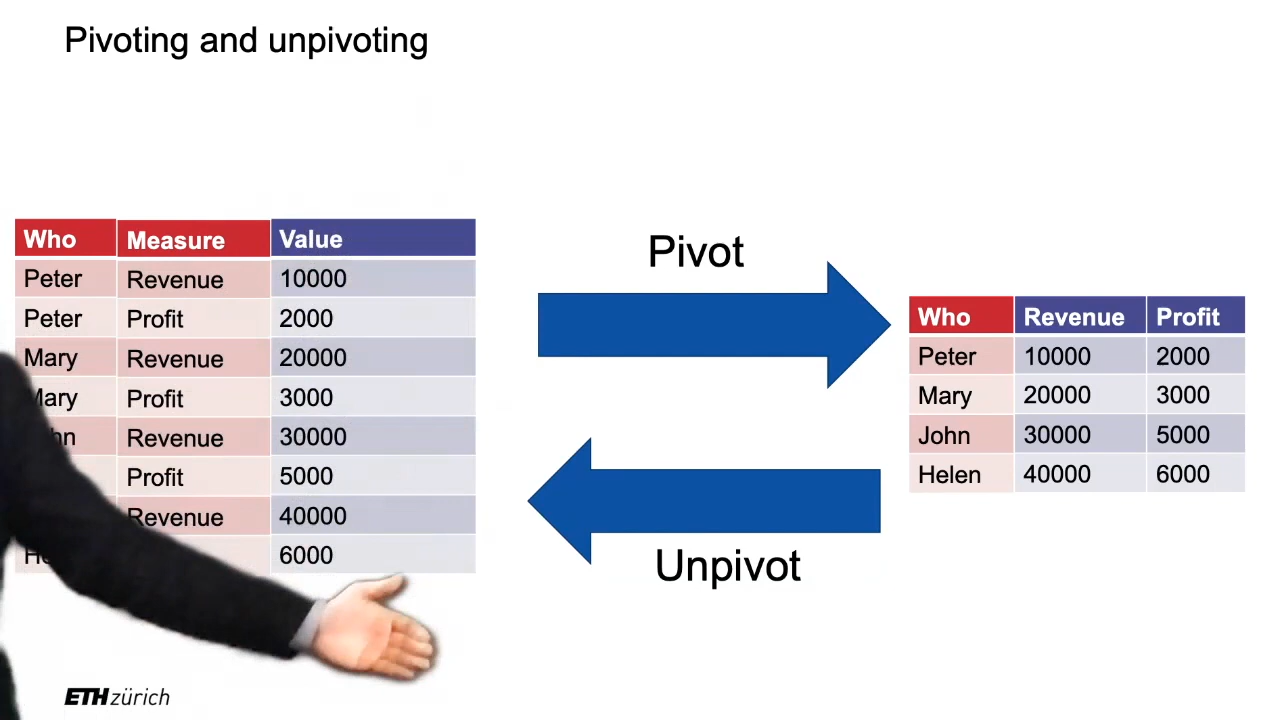 Pivoting and unpivoting
Who Measure Value
Peter Revenue 10000
Peter Profit 2000
Mary Revenue 20000
Mary Profit 3000
Revenue 30000
Profit 5000
Revenue 40000
6000
Pivot
Unpivot
Who Revenue Profit
Peter 10000 2000
Mary 20000 3000
John 30000 5000
Helen 40000 6000
ETH zürich